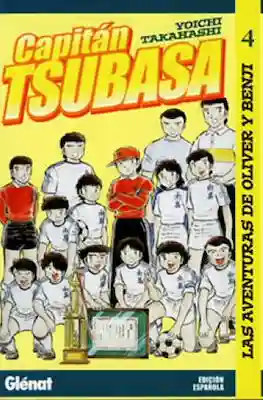 Capitán
YOICHI
TAKAHASHI
TSUBASA
4
LAS AVENTURAS DE OLIVER Y BENJI
Glénat
EDICIÓN
ESPAÑOLA